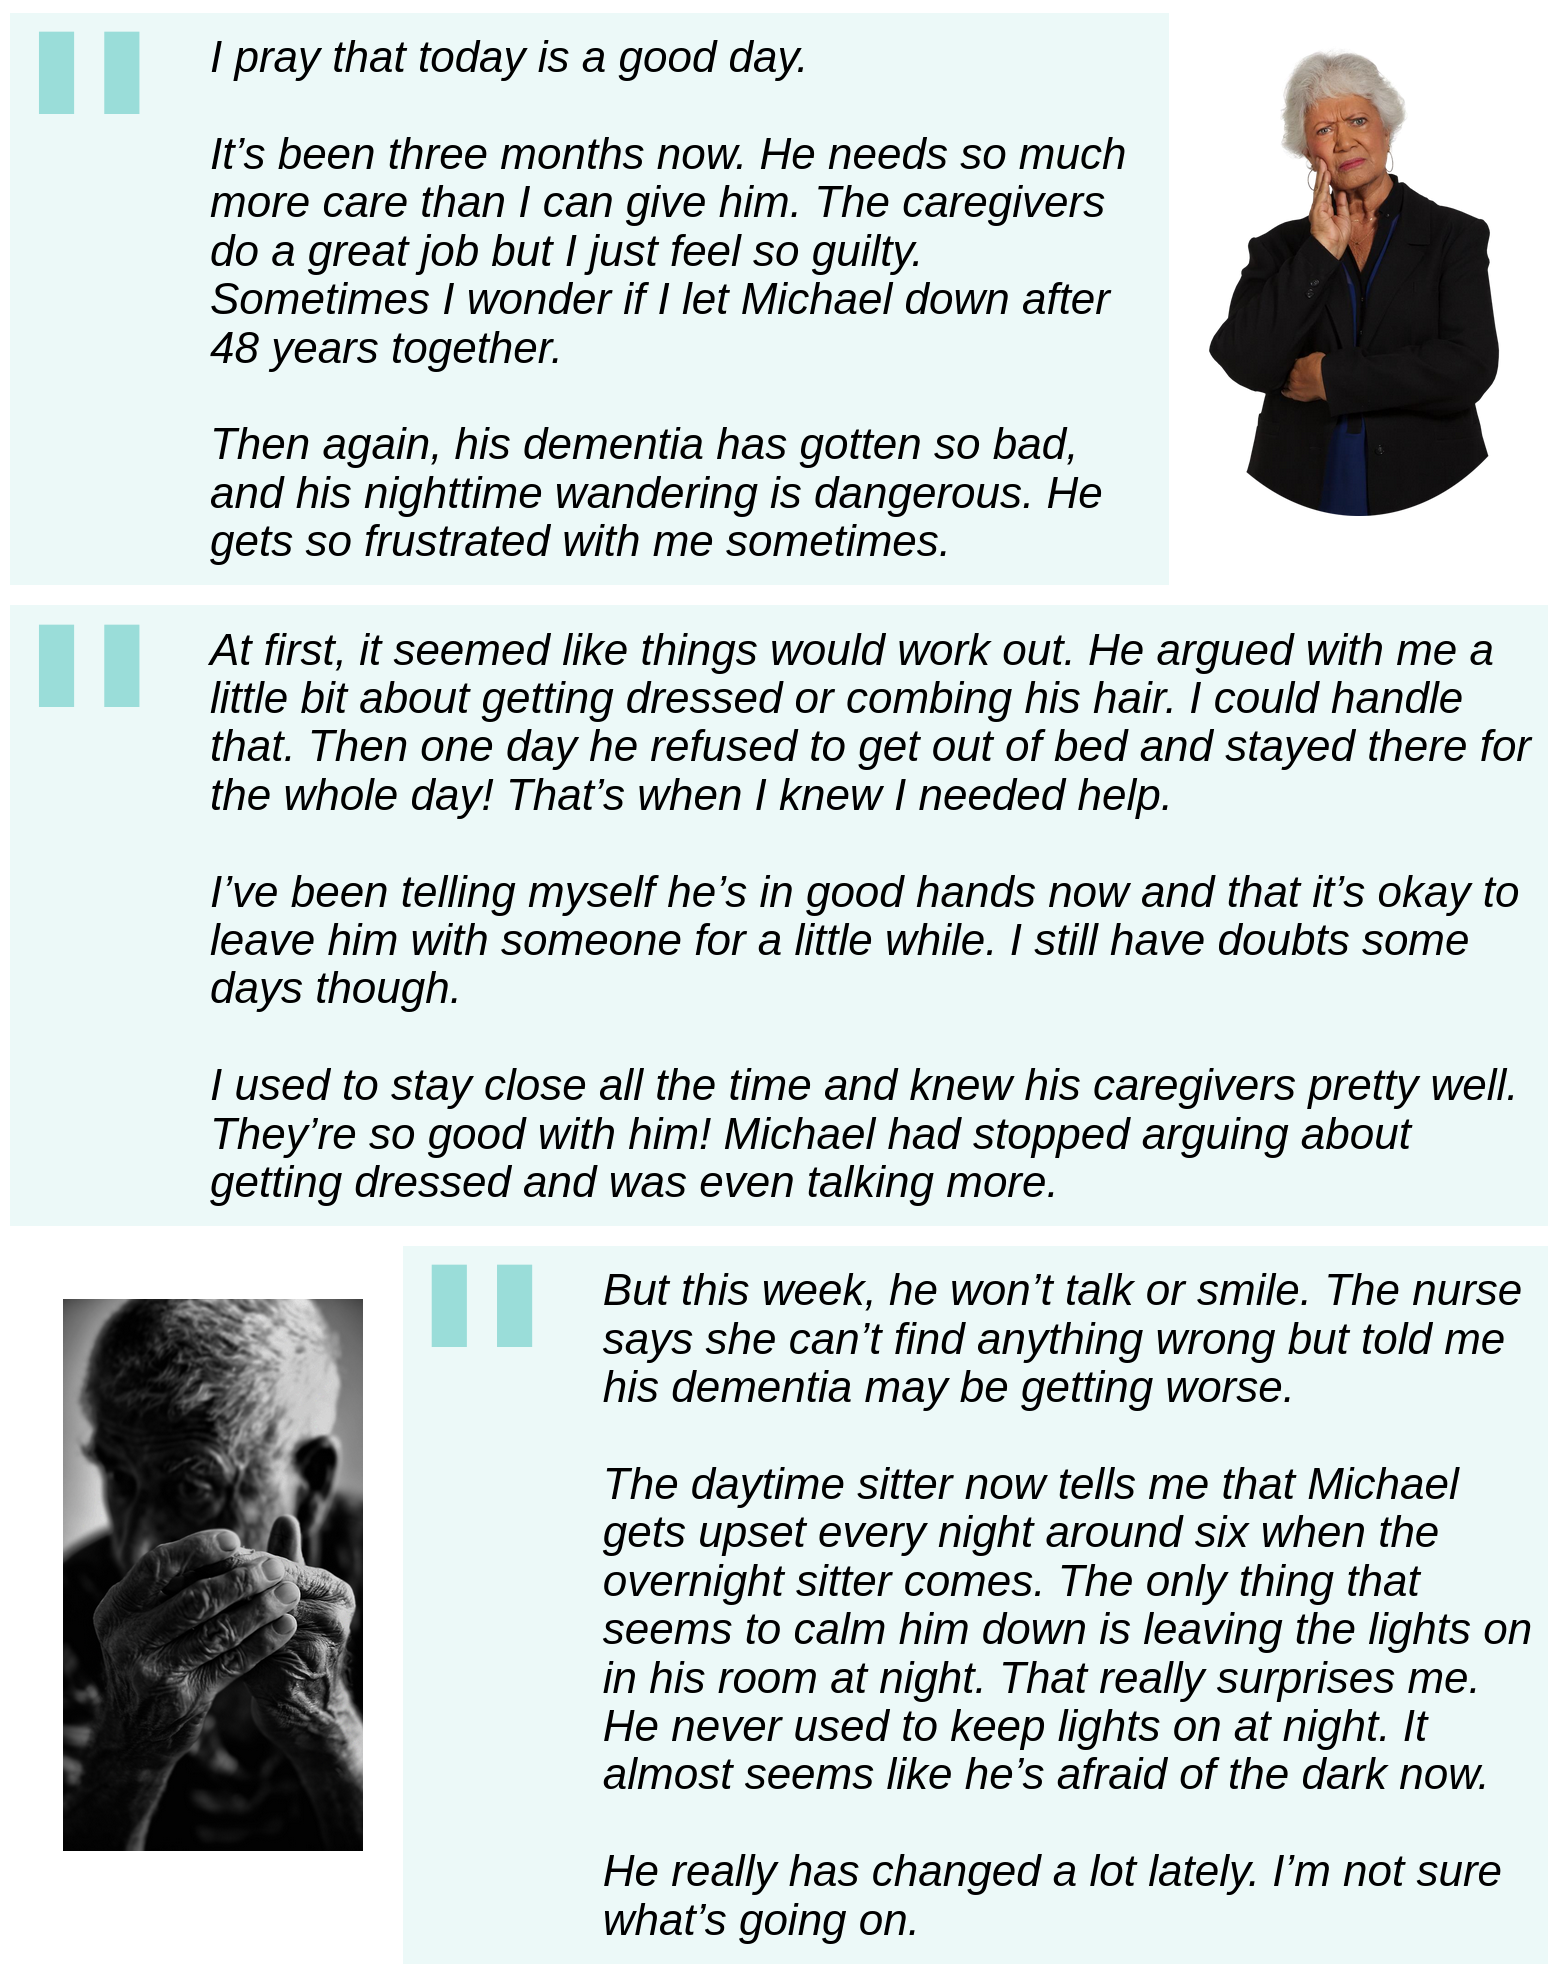 I pray that today is a good day.
It’s been three months now. He needs so much
more care than I can give him. The caregivers
do a great job but I just feel so guilty.
Sometimes I wonder if I let Michael down after
48 years together.
Then again, his dementia has gotten so bad,
and his nighttime wandering is dangerous. He
gets so frustrated with me sometimes.
At first, it seemed like things would work out. He argued with me a
little bit about getting dressed or combing his hair. I could handle
that. Then one day he refused to get out of bed and stayed there for
the whole day! That’s when I knew I needed help.
I’ve been telling myself he’s in good hands now and that it’s okay to
leave him with someone for a little while. I still have doubts some
days though.
I used to stay close all the time and knew his caregivers pretty well.
They’re so good with him! Michael had stopped arguing about
getting dressed and was even talking more.
But this week, he won’t talk or smile. The nurse
says she can’t find anything wrong but told me
his dementia may be getting worse.
The daytime sitter now tells me that Michael
gets upset every night around six when the
overnight sitter comes. The only thing that
seems to calm him down is leaving the lights on
in his room at night. That really surprises me.
He never used to keep lights on at night. It
almost seems like he’s afraid of the dark now.
He really has changed a lot lately. I’m not sure
what’s going on.